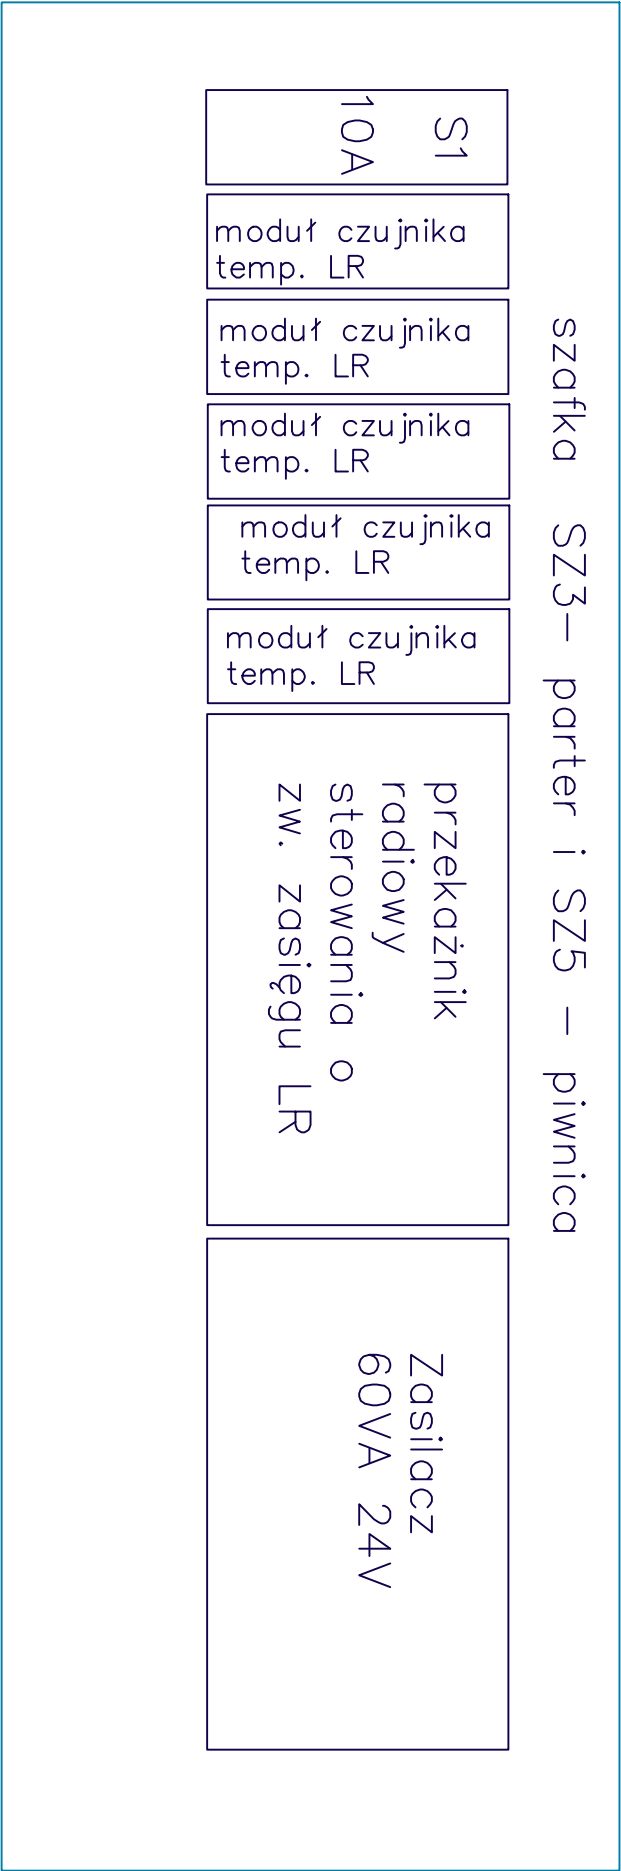 szafka SZ3- parter i SZ5 - piwnica
S1
10A
moduł czujnika
temp. LR
moduł czujnika
temp. LR
moduł czujnika
temp. LR
moduł czujnika
temp. LR
moduł czujnika
temp. LR
przekażnik
radiowy
sterowania o
zw. zasięgu LR
Zasilacz
60VA 24V